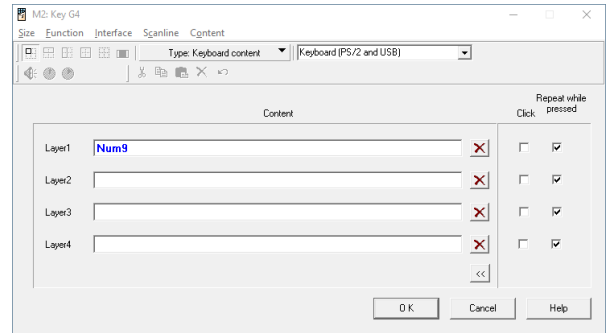 M2: Key G4
Size Function Interface Scanline Content
Type: Keyboard content Keyboard (PS/2 and USB)
Content Click Repeat while pressed
Layer1 Num9
Layer2
Layer3
Layer4
<<
OK Cancel Help